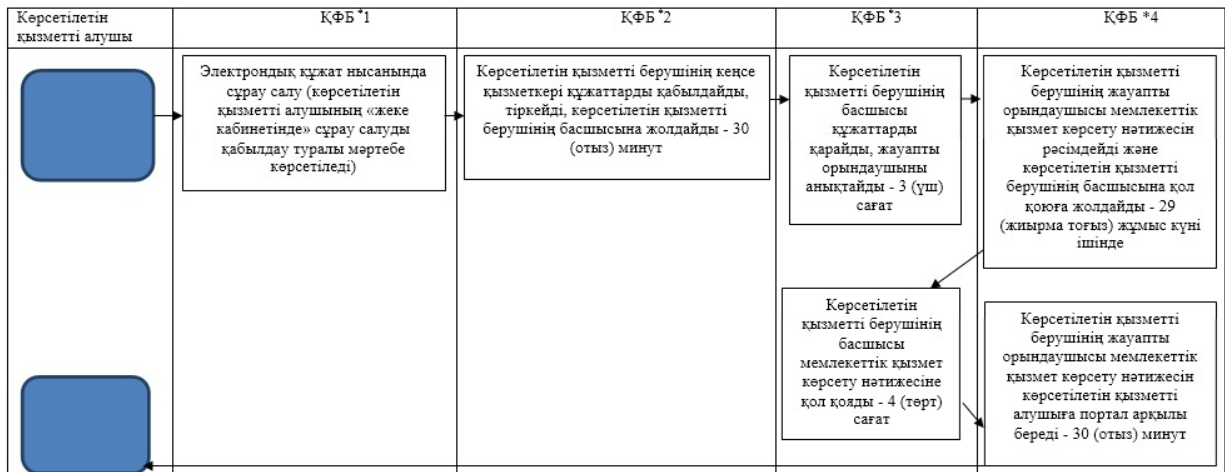 Көрсетілетін
қызметті алушы
ҚФБ *1
ҚФБ *2
ҚФБ *3
ҚФБ *4
Электрондық құжат нысанында
сұрау салу (көрсетілетін
қызметті алушының «жеке
кабинетінде» сұрау салуды
қабылдау туралы мәртебе
көрсетіледі)
Көрсетілетін қызметті берушінің кеңсе
қызметкері құжаттарды қабылдайды,
тіркейді, көрсетілетін қызметті
берушінің басшысына жолдайды - 30
(отыз) минут
Көрсетілетін
қызметті берушінің
басшысы
құжаттарды
қарайды, жауапты
орындаушыны
анықтайды - 3 (үш)
сағат
Көрсетілетін қызметті
берушінің жауапты
орындаушысы мемлекеттік
қызмет көрсету нәтижесін
рәсімдейді және
көрсетілетін қызметті
берушінің басшысына қол
қоюға жолдайды - 29
(жиырма тоғыз) жұмыс күні
ішінде
Көрсетілетін
қызметті берушінің
басшысы
мемлекеттік қызмет
көрсету нәтижесіне
қол қояды - 4 (төрт)
сағат
Көрсетілетін қызметті
берушінің жауапты
орындаушысы мемлекеттік
қызмет көрсету нәтижесін
көрсетілетін қызметті
алушыға портал арқылы
береді - 30 (отыз) минут